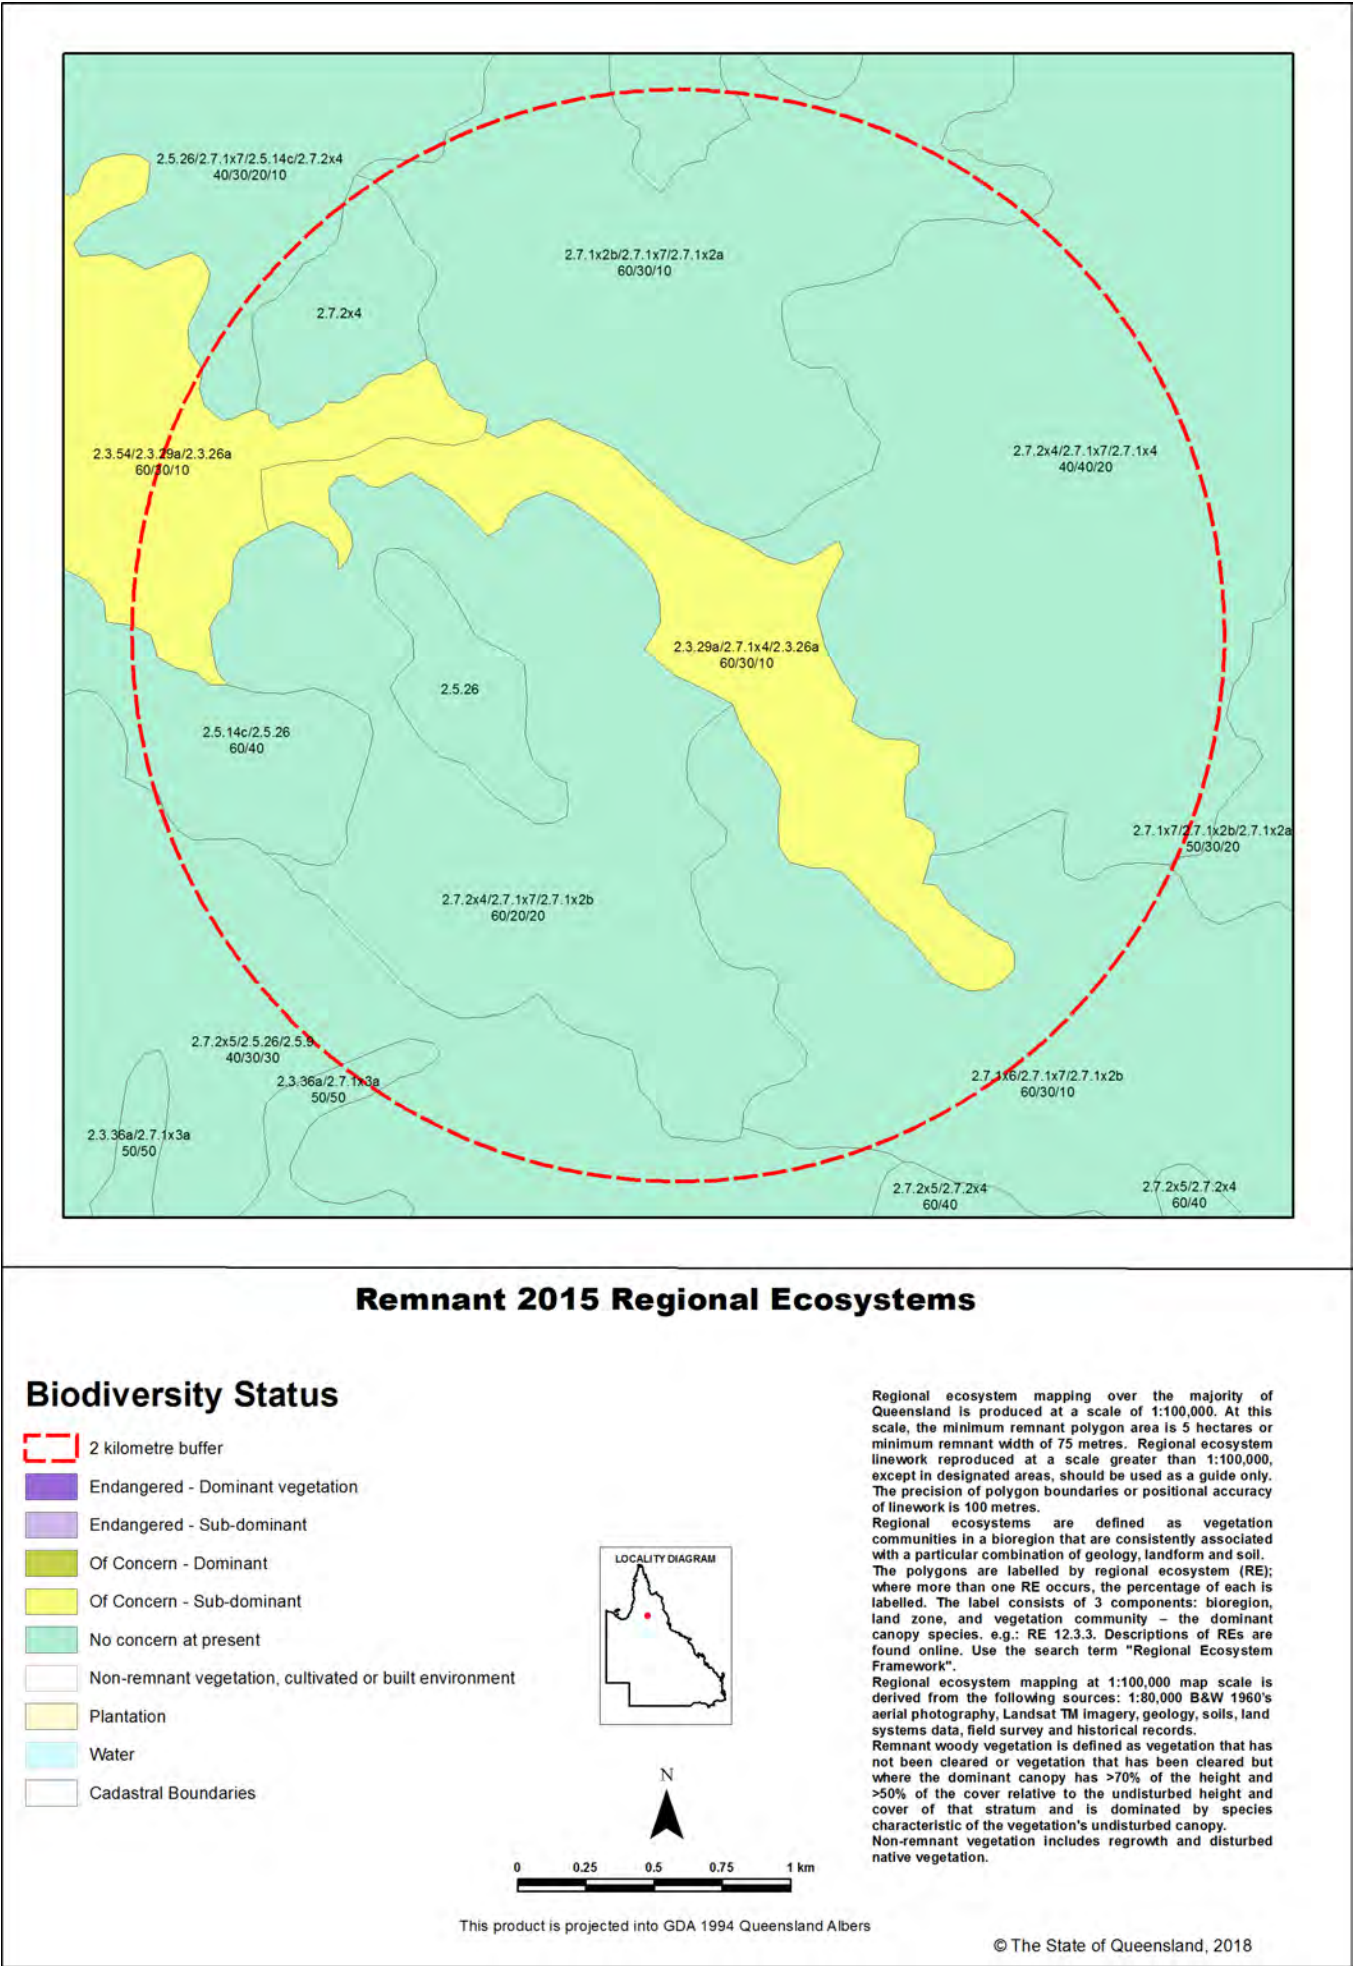 2.5.26/2.7.1x7/2.5.14c/2.7.2x4
40/30/20/10
2.7.1x2b/2.7.1x7/2.7.1x2a
60/30/10
2.7.2x4
2.3.54/2.3.29a/2.3.26a
60/30/10
2.7.2x4/2.7.1x7/2.7.1x4
40/40/20
2.3.29a/2.7.1x4/2.3.26a
60/30/10
2.5.26
2.5.14c/2.5.26
60/40
2.7.1x7/2.7.1x2b/2.7.1x2a
50/30/20
2.7.2x4/2.7.1x7/2.7.1x2b
60/20/20
2.7.2x5/2.5.26/2.5.9
40/30/30
2.3.36a/2.7.1x3a
50/50
2.7.1x6/2.7.1x7/2.7.1x2b
60/30/10
2.3.36a/2.7.1x3a
50/50
2.7.2x5/2.7.2x4
60/40
2.7.2x5/2.7.2x4
60/40
Remnant 2015 Regional Ecosystems
Biodiversity Status
2 kilometre buffer
Endangered - Dominant vegetation
Endangered - Sub-dominant
Of Concern - Dominant
Of Concern - Sub-dominant
No concern at present
Non-remnant vegetation, cultivated or built environment
Plantation
Water
Cadastral Boundaries
LOCALITY DIAGRAM
N
0 0.25 0.5 0.75 1 km
This product is projected into GDA 1994 Queensland Albers
Regional ecosystem mapping over the majority of
Queensland is produced at a scale of 1:100,000. At this
scale, the minimum remnant polygon area is 5 hectares or
minimum remnant width of 75 metres. Regional ecosystem
linework reproduced at a scale greater than 1:100,000,
except in designated areas, should be used as a guide only.
The precision of polygon boundaries or positional accuracy
of linework is 100 metres.
Regional ecosystems are defined as vegetation
communities in a bioregion that are consistently associated
with a particular combination of geology, landform and soil.
The polygons are labelled by regional ecosystem (RE);
where more than one RE occurs, the percentage of each is
labelled. The label consists of 3 components: bioregion,
land zone, and vegetation community – the dominant
canopy species. e.g.: RE 12.3.3. Descriptions of REs are
found online. Use the search term "Regional Ecosystem
Framework".
Regional ecosystem mapping at 1:100,000 map scale is
derived from the following sources: 1:80,000 B&W 1960's
aerial photography, Landsat TM imagery, geology, soils, land
systems data, field survey and historical records.
Remnant woody vegetation is defined as vegetation that has
not been cleared or vegetation that has been cleared but
where the dominant canopy has >70% of the height and
>50% of the cover relative to the undisturbed height and
cover of that stratum and is dominated by species
characteristic of the vegetation's undisturbed canopy.
Non-remnant vegetation includes regrowth and disturbed
native vegetation.
© The State of Queensland, 2018